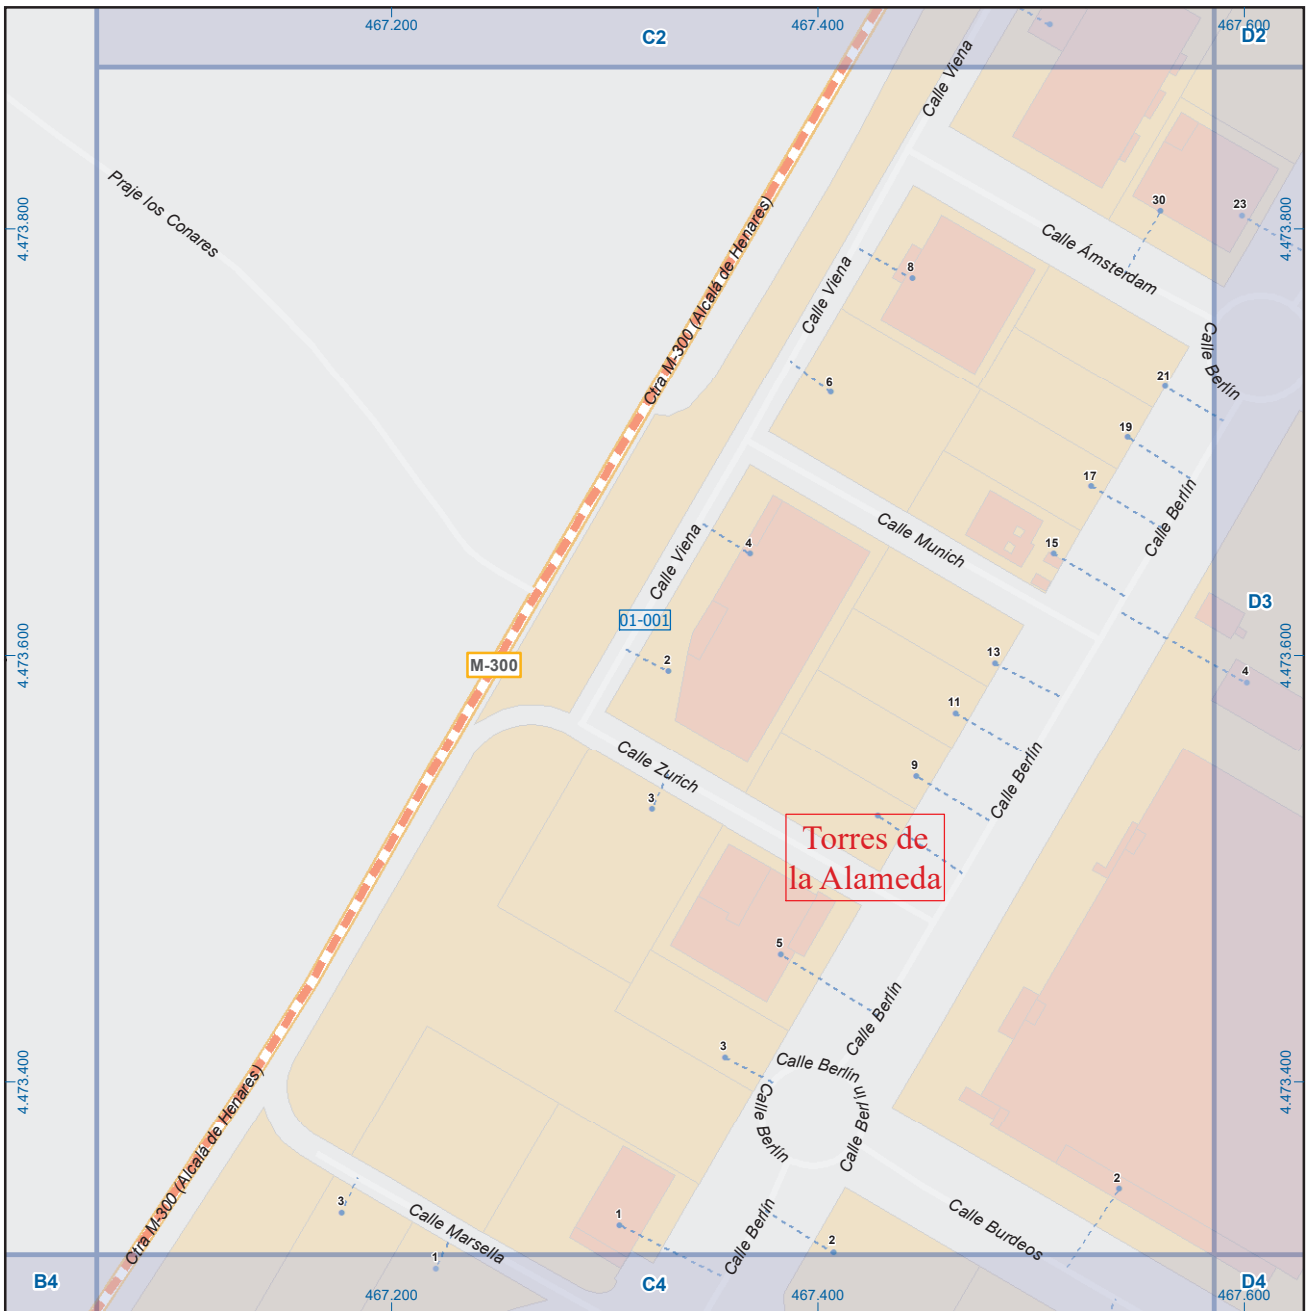 467.200
467.400
467.600
C2
D2
Calle Viena
Praje los Conares
4.473.800
4.473.800
30
23
Calle Ámsterdam
Ctra M-300 (Alcalá de Henares)
Calle Viena
8
Calle Berlín
6
21
19
17
Calle Berlín
Calle Munich
15
4
Calle Viena
01-001
D3
4.473.600
4.473.600
M-300
2
13
4
11
Calle Zurich
9
Calle Berlín
3
Torres de
la Alameda
5
Calle Berlín
3
Calle Berlín
Calle Berlín
Calle Berlín
4.473.400
4.473.400
Ctra M-300 (Alcalá de Henares)
3
2
1
Calle Marsella
Calle Berlín
2
Calle Burdeos
1
B4
C4
D4
467.200
467.400
467.600